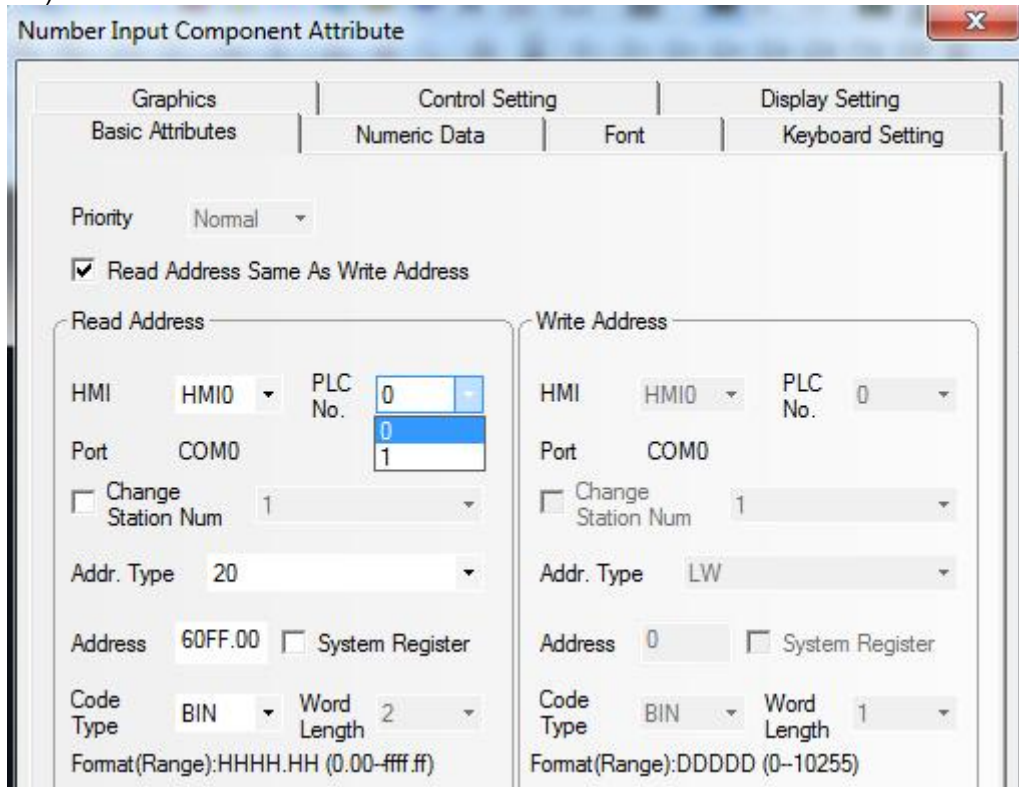 Number Input Component Attribute
Graphics Control Setting Display Setting
Basic Attributes Numeric Data Font Keyboard Setting
Priority Normal
Read Address Same As Write Address
Read Address
HMI HMI0 PLC No. 0
0
1
Port COM0
Change Station Num 1
Addr. Type 20
Address 60FF.00 System Register
Code Type BIN Word Length 2
Format(Range):HHHH.HH (0.00--ffff.ff)
Write Address
HMI HMI0 PLC No. 0
Port COM0
Change Station Num 1
Addr. Type LW
Address 0 System Register
Code Type BIN Word Length 1
Format(Range):DDDDD (0--10255)